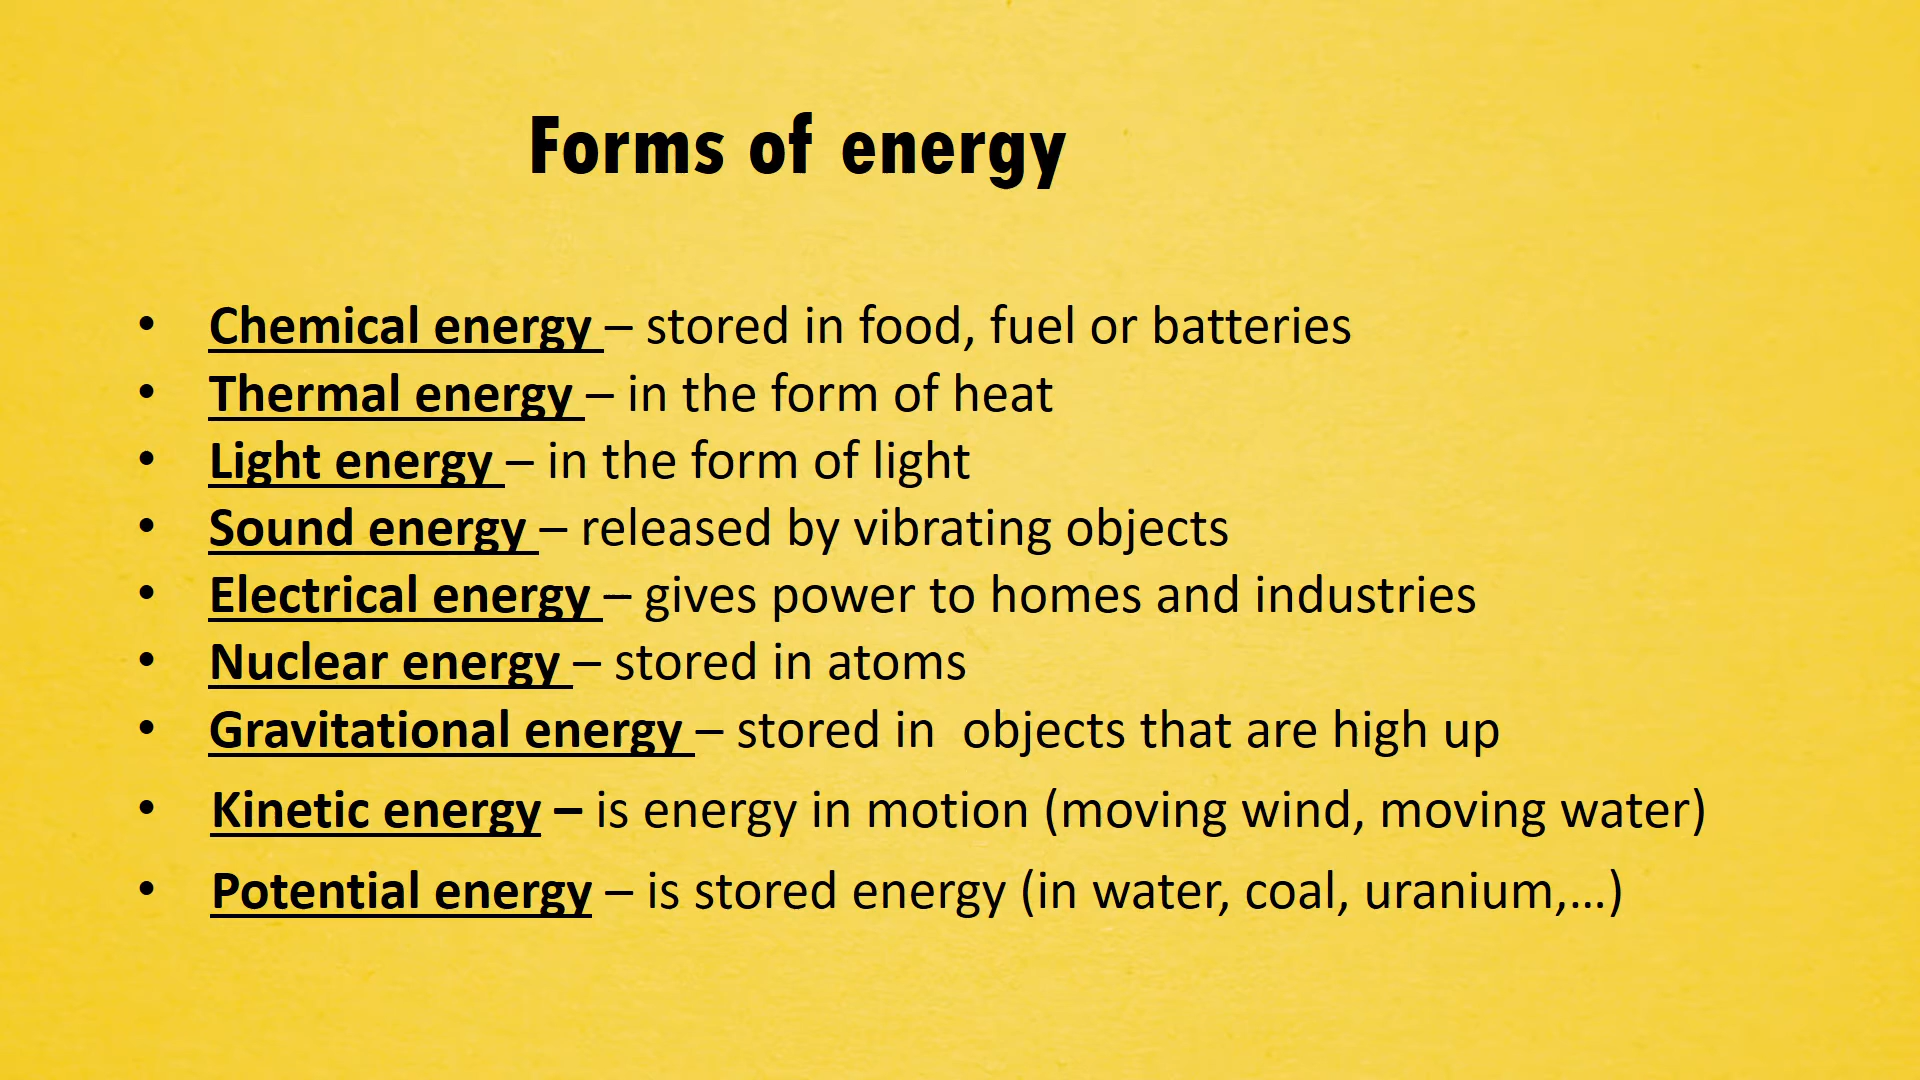 Forms of energy
• Chemical energy – stored in food, fuel or batteries
• Thermal energy – in the form of heat
• Light energy – in the form of light
• Sound energy – released by vibrating objects
• Electrical energy – gives power to homes and industries
• Nuclear energy – stored in atoms
• Gravitational energy – stored in  objects that are high up
• Kinetic energy – is energy in motion (moving wind, moving water)
• Potential energy – is stored energy (in water, coal, uranium,...)